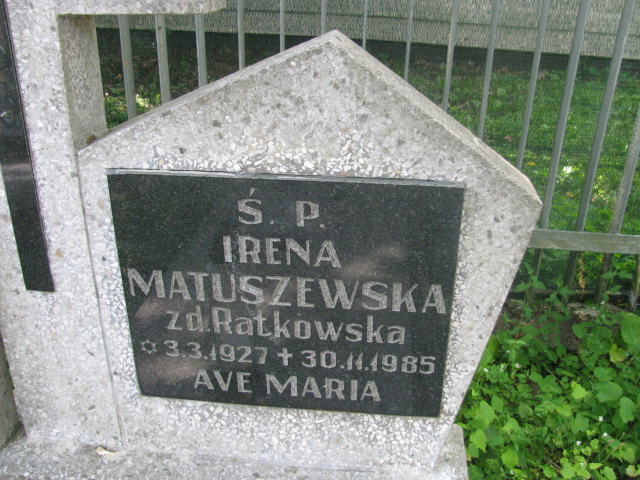 Ś. P.
IRENA
MATUSZEWSKA
zd. Ratkowska
✡ 3.3.1927 + 30.11.1985
AVE MARIA